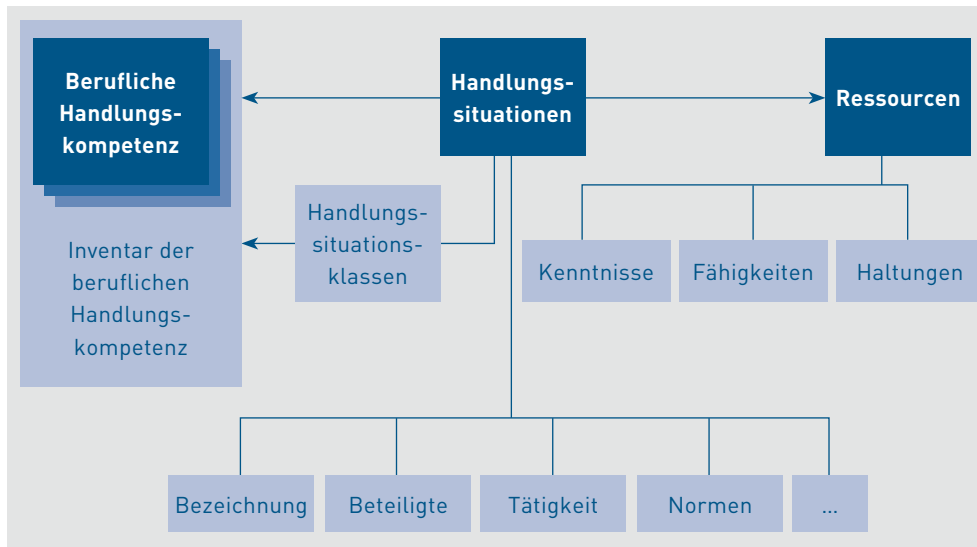 Berufliche
Handlungs-
kompetenz
Handlungs-
situationen
Ressourcen
Handlungs-
situations-
klassen
Inventar der
beruflichen
Handlungs-
kompetenz
Kenntnisse
Fähigkeiten
Haltungen
Bezeichnung
Beteiligte
Tätigkeit
Normen
...